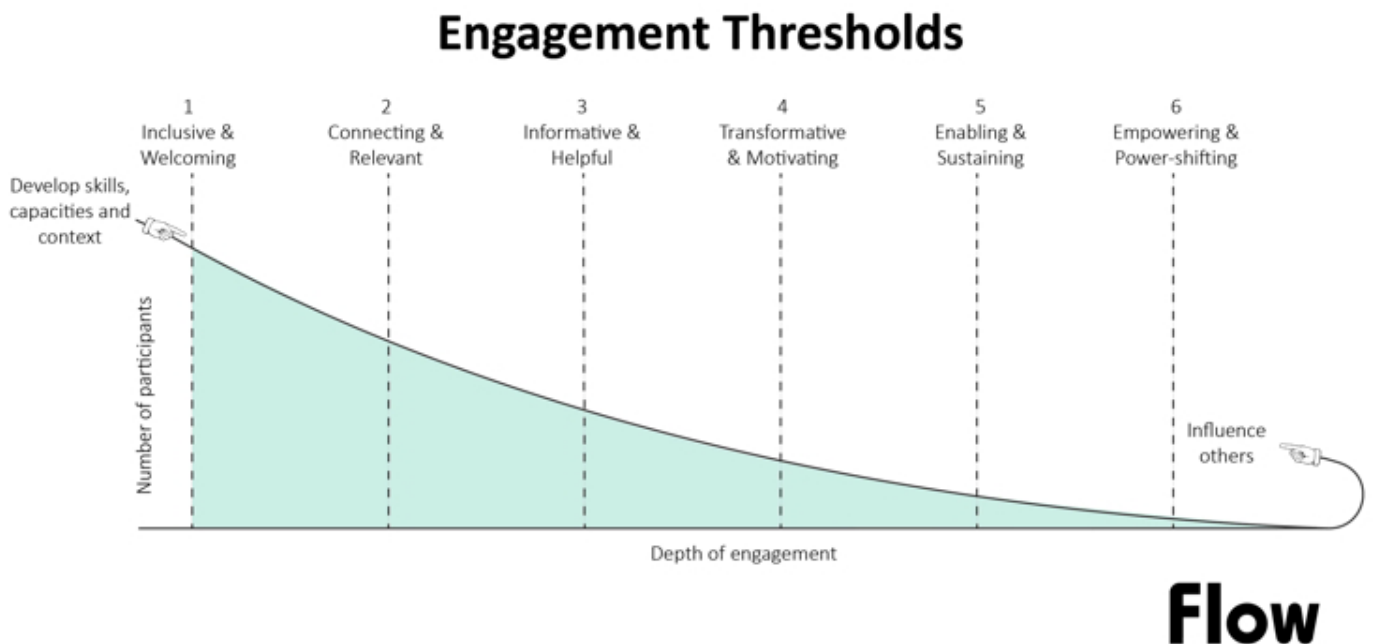 Engagement Thresholds
1
Inclusive &
Welcoming
2
Connecting &
Relevant
3
Informative &
Helpful
4
Transformative
& Motivating
5
Enabling &
Sustaining
6
Empowering &
Power-shifting
Develop skills,
capacities and
context
Number of participants
Influence
others
Depth of engagement
Flow